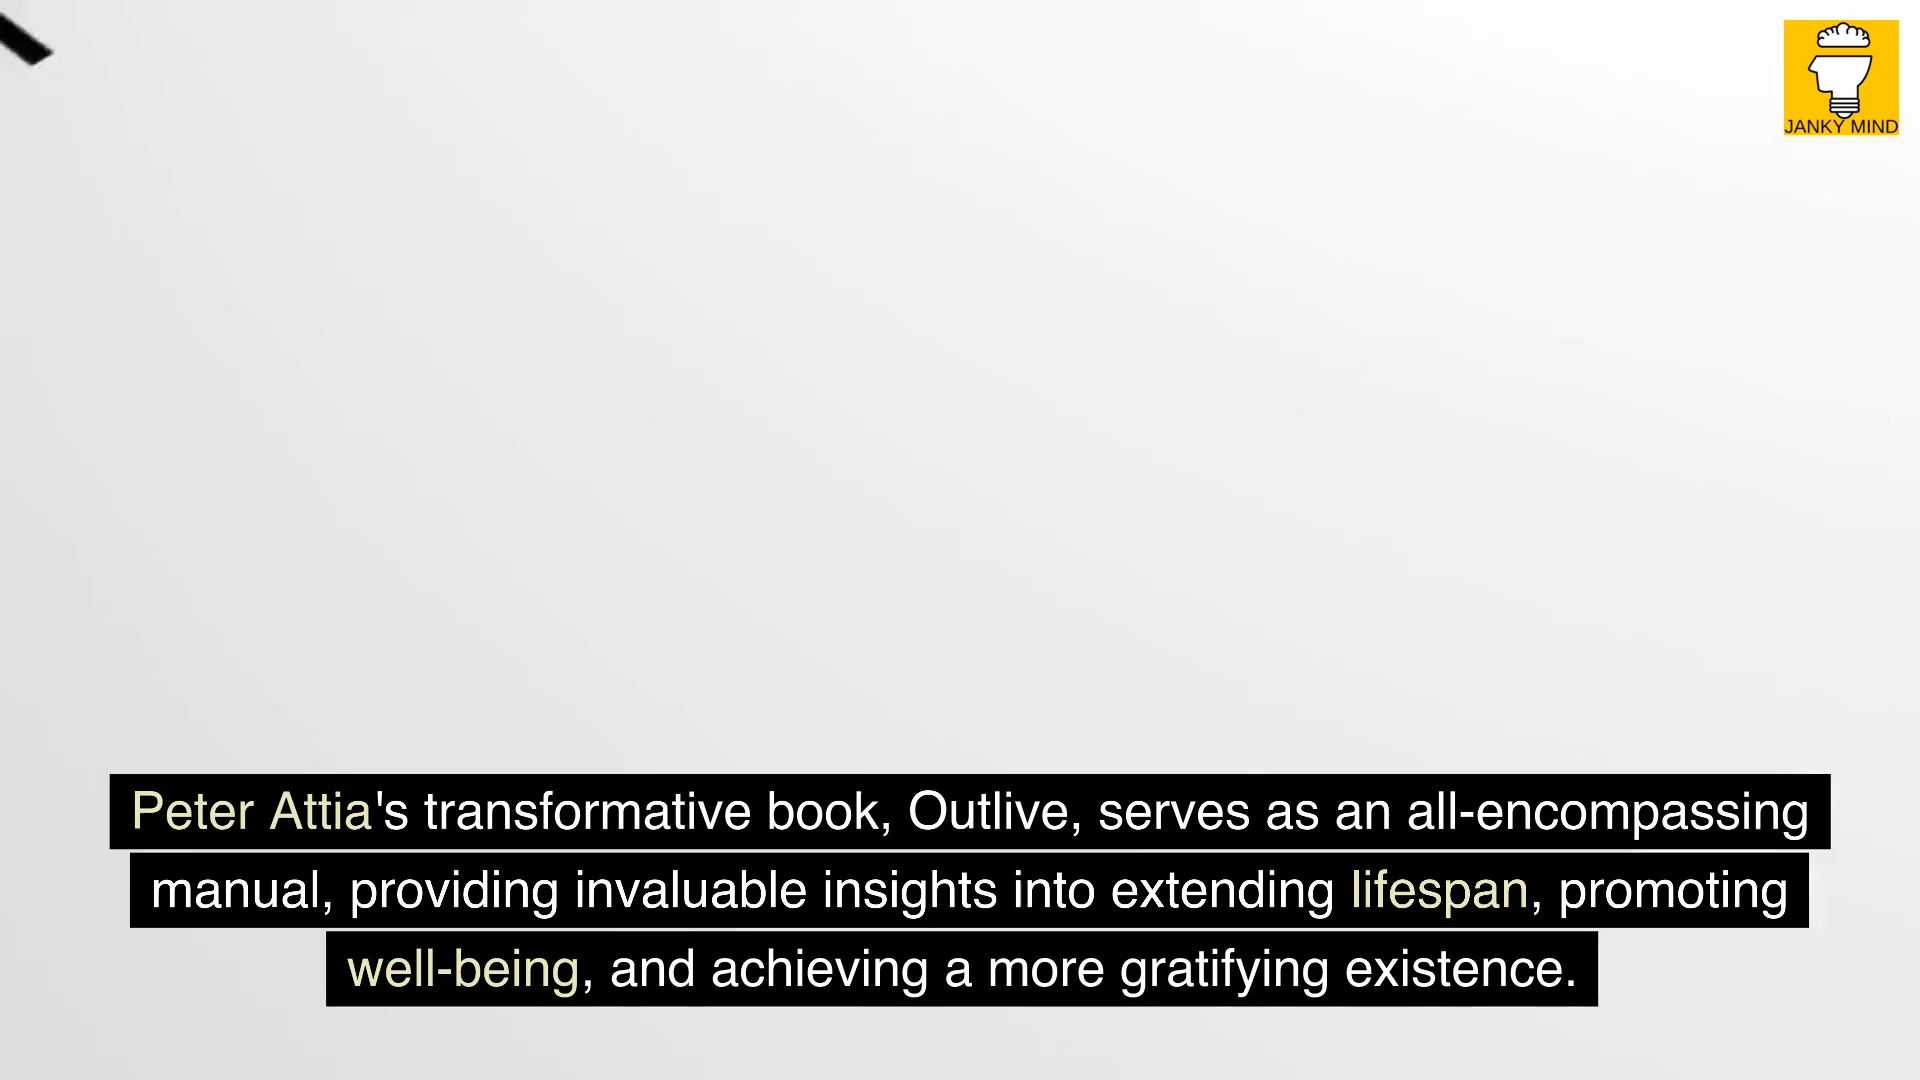 JANKY MIND
Peter Attia's transformative book, Outlive, serves as an all-encompassing
manual, providing invaluable insights into extending lifespan, promoting
well-being, and achieving a more gratifying existence.